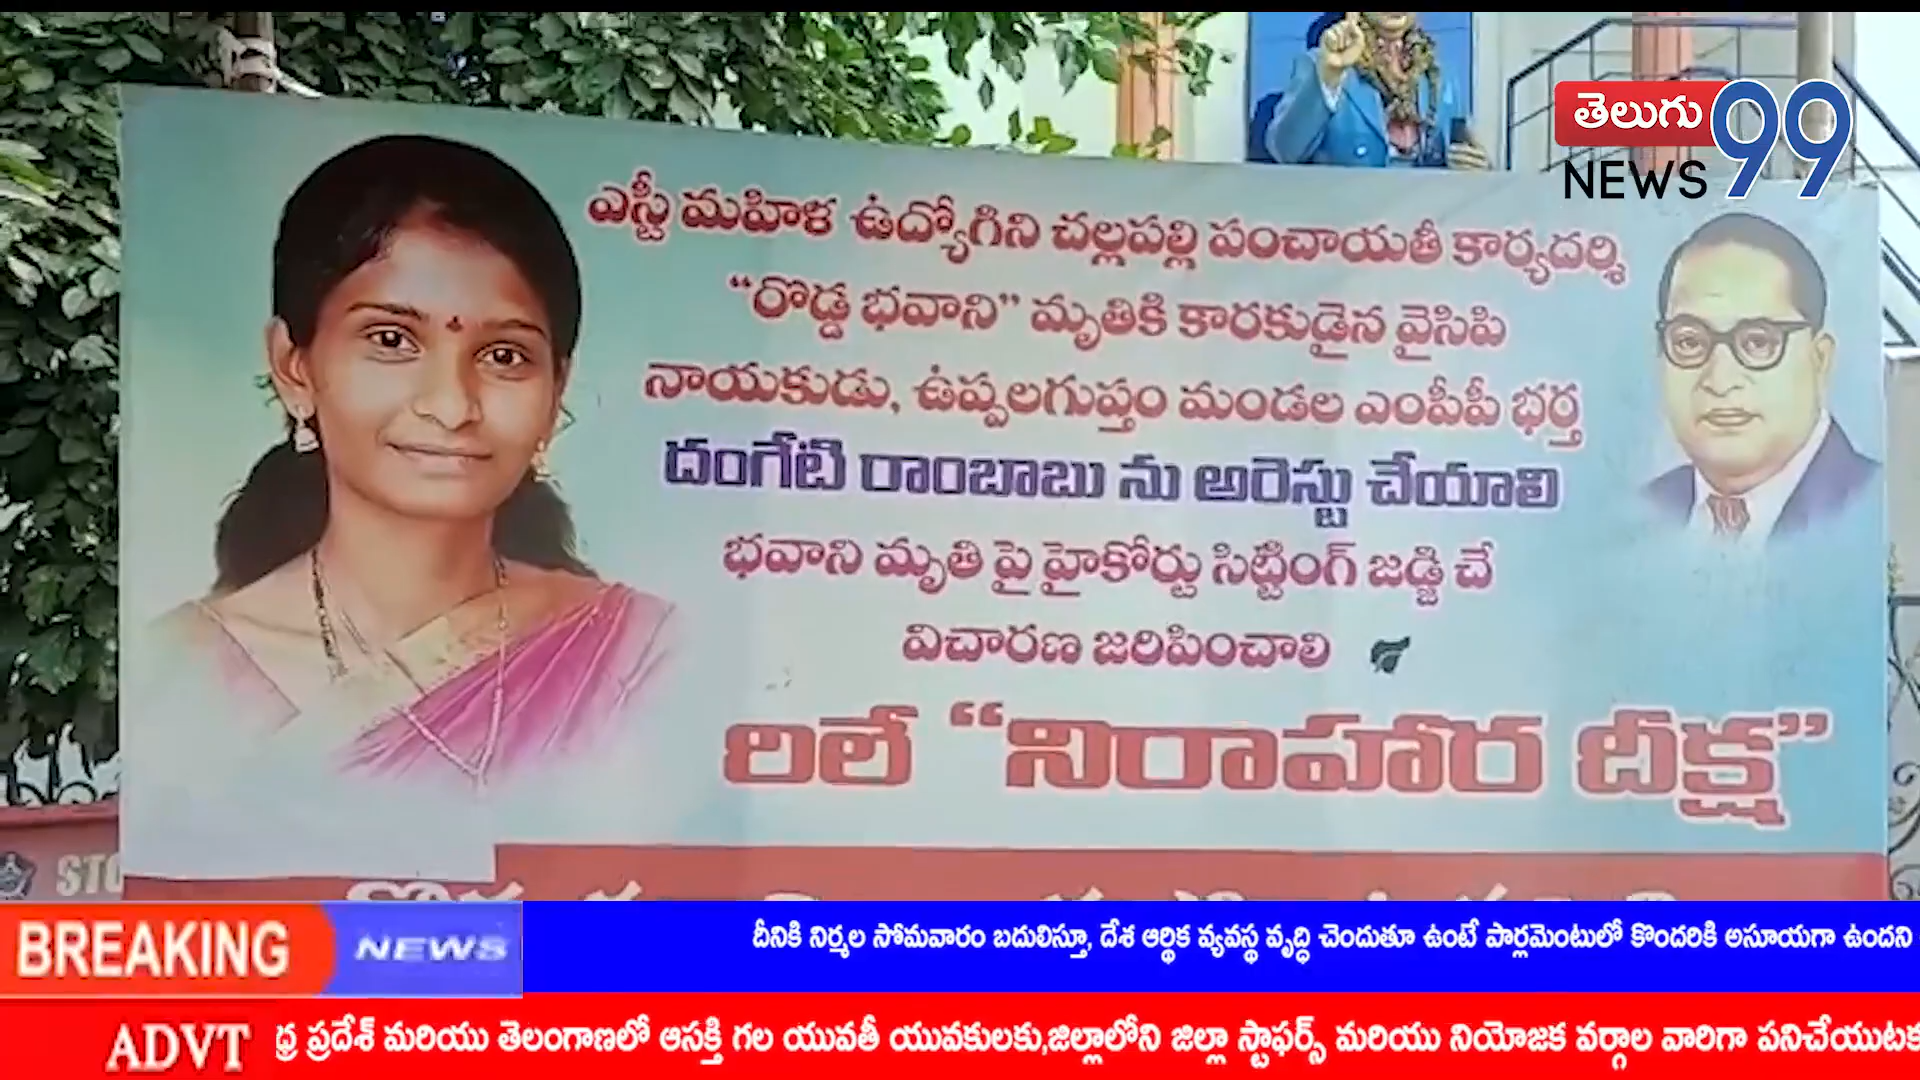 తెలుగు 99
NEWS
ఎస్టీ మహిళ ఉద్యోగిని చల్లపల్లి పంచాయతీ కార్యదర్శి
“రొడ్డ భవాని” మృతికి కారకుడైన వైసిపి
నాయకుడు, ఉప్పలగుప్తం మండల ఎంపీపీ భర్త
దంగేటి రాంబాబు ను అరెస్టు చేయాలి
భవాని మృతి పై హైకోర్టు సిట్టింగ్ జడ్జి చే
విచారణ జరిపించాలి
రిలే “నిరాహార దీక్ష”
BREAKING NEWS
దీనికి నిర్మల సోమవారం బదులిస్తూ, దేశ ఆర్థిక వ్యవస్థ వృద్ధి చెందుతూ ఉంటే పార్లమెంటులో కొందరికి అసూయగా ఉందని
ADVT ధ్ర ప్రదేశ్ మరియు తెలంగాణలో ఆసక్తి గల యువతీ యువకులకు,జిల్లాలోని జిల్లా స్టాఫర్స్ మరియు నియోజక వర్గాల వారిగా పనిచేయుటక